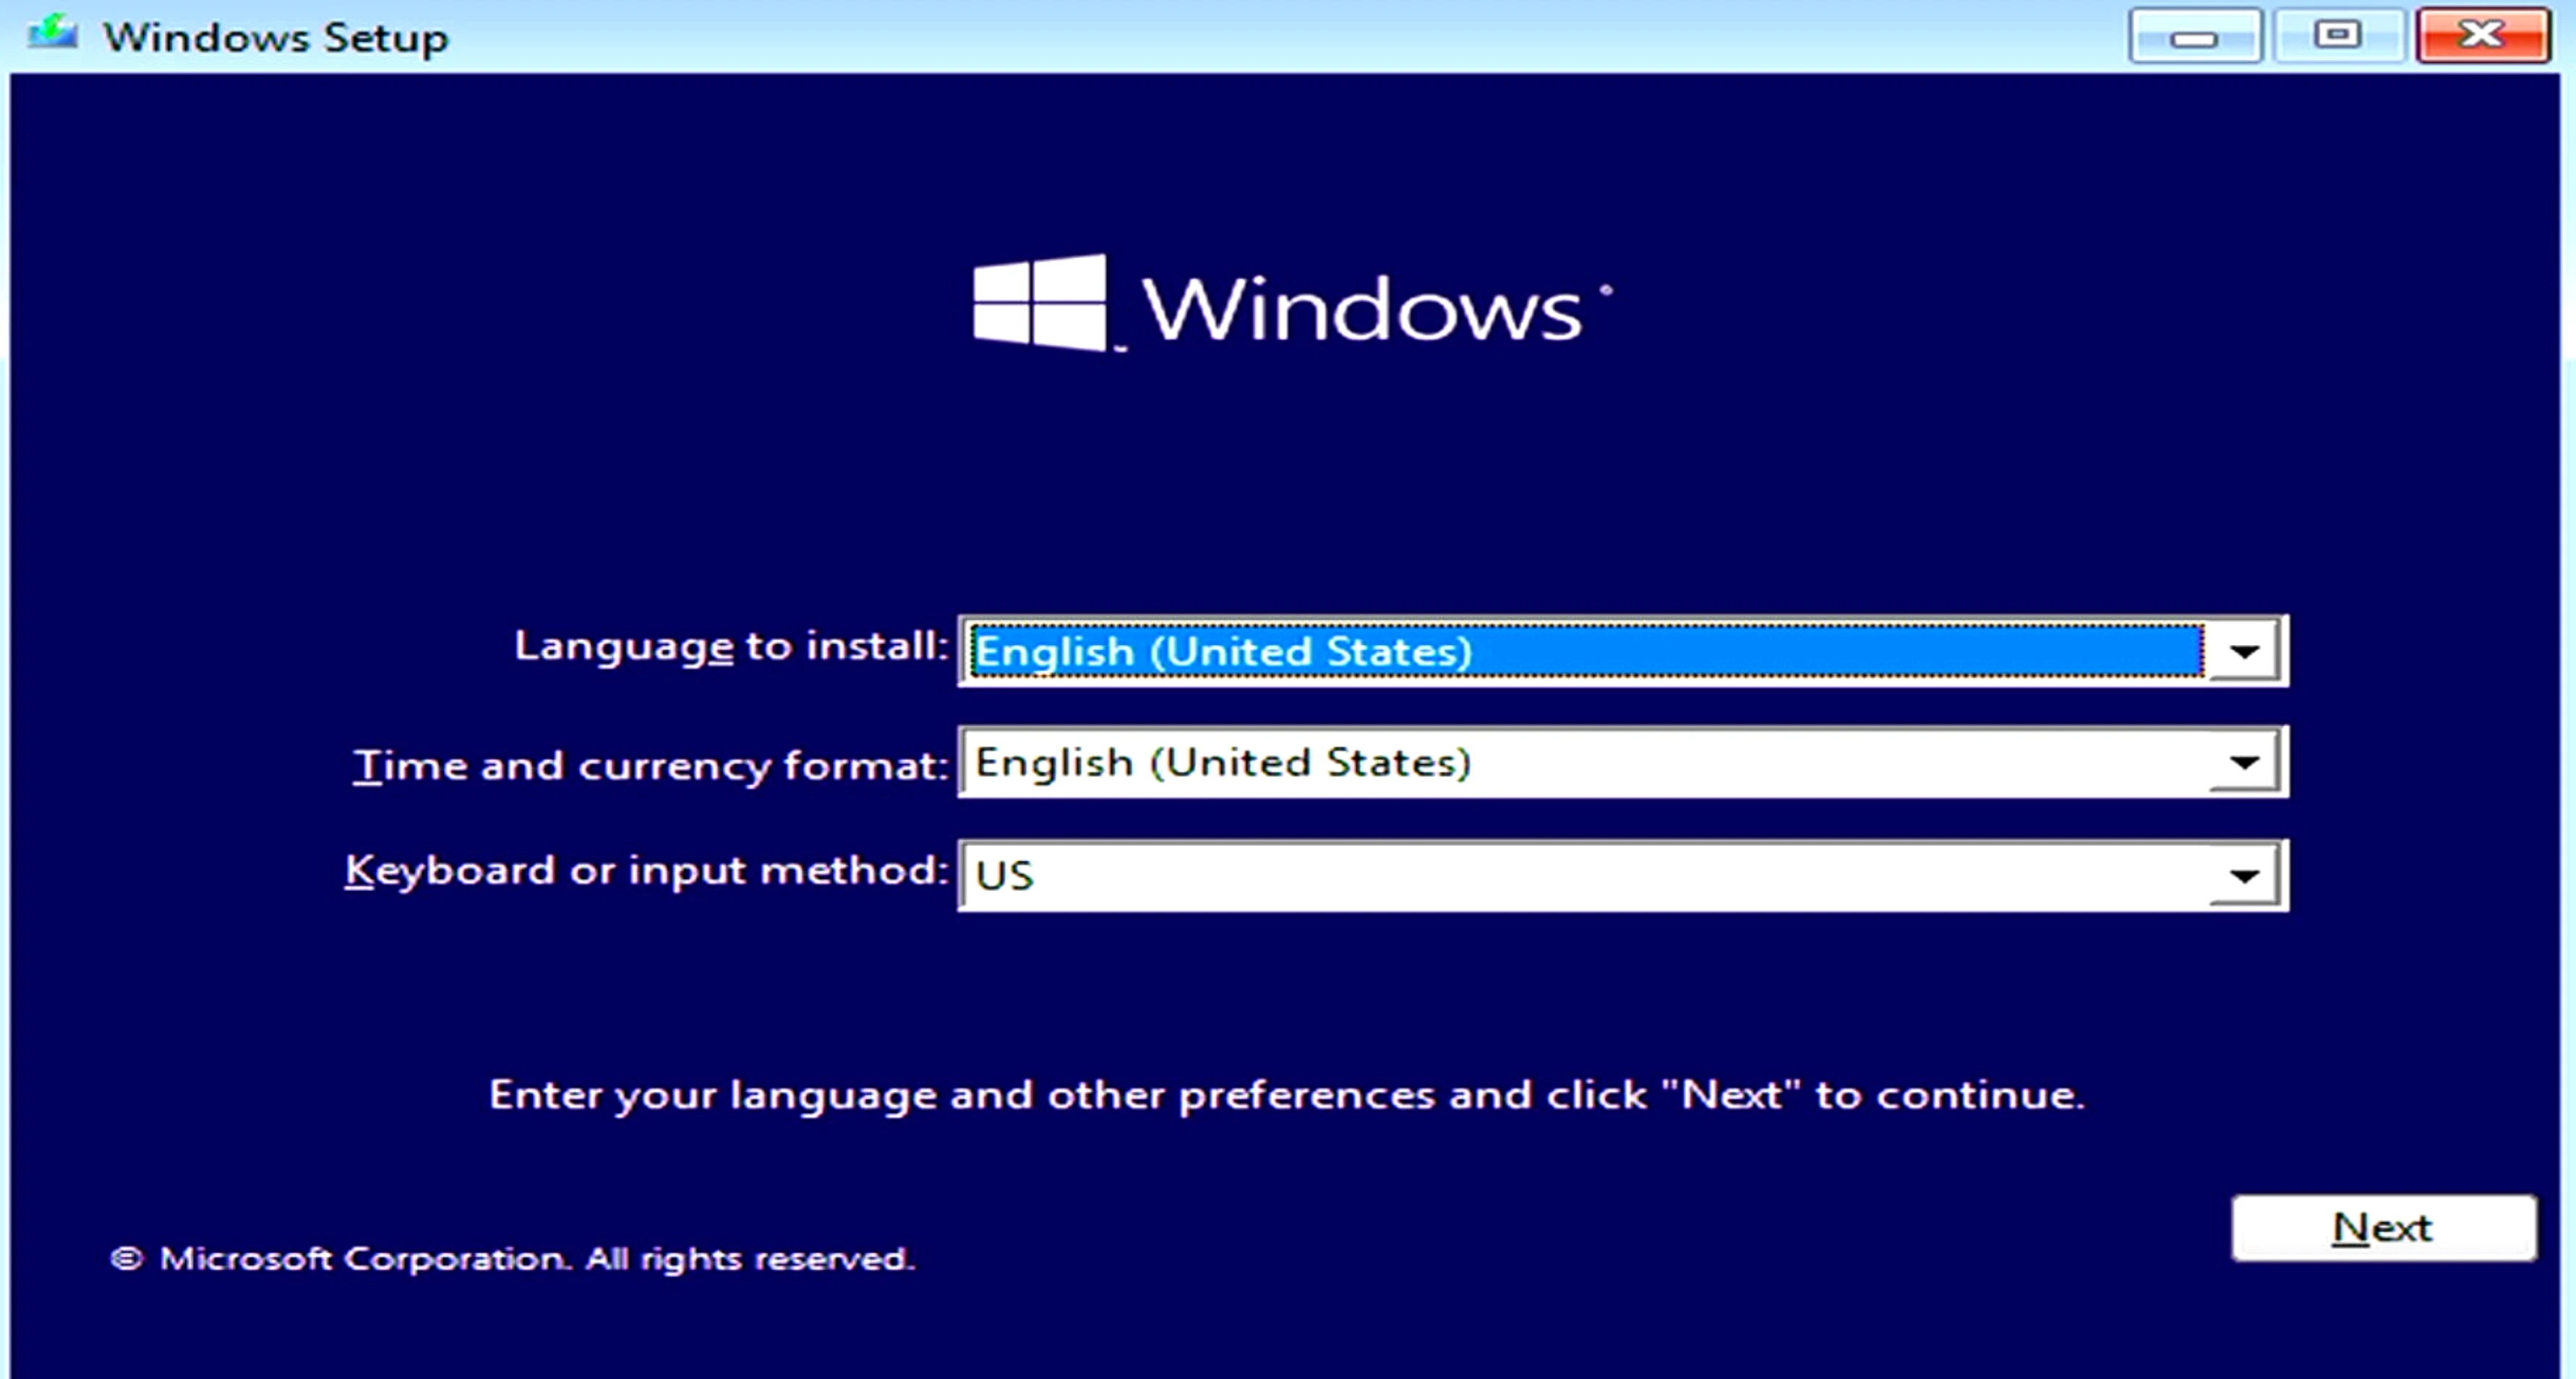 Windows Setup
Windows
Language to install: English (United States)
Time and currency format: English (United States)
Keyboard or input method: US
Enter your language and other preferences and click "Next" to continue.
Next
© Microsoft Corporation. All rights reserved.